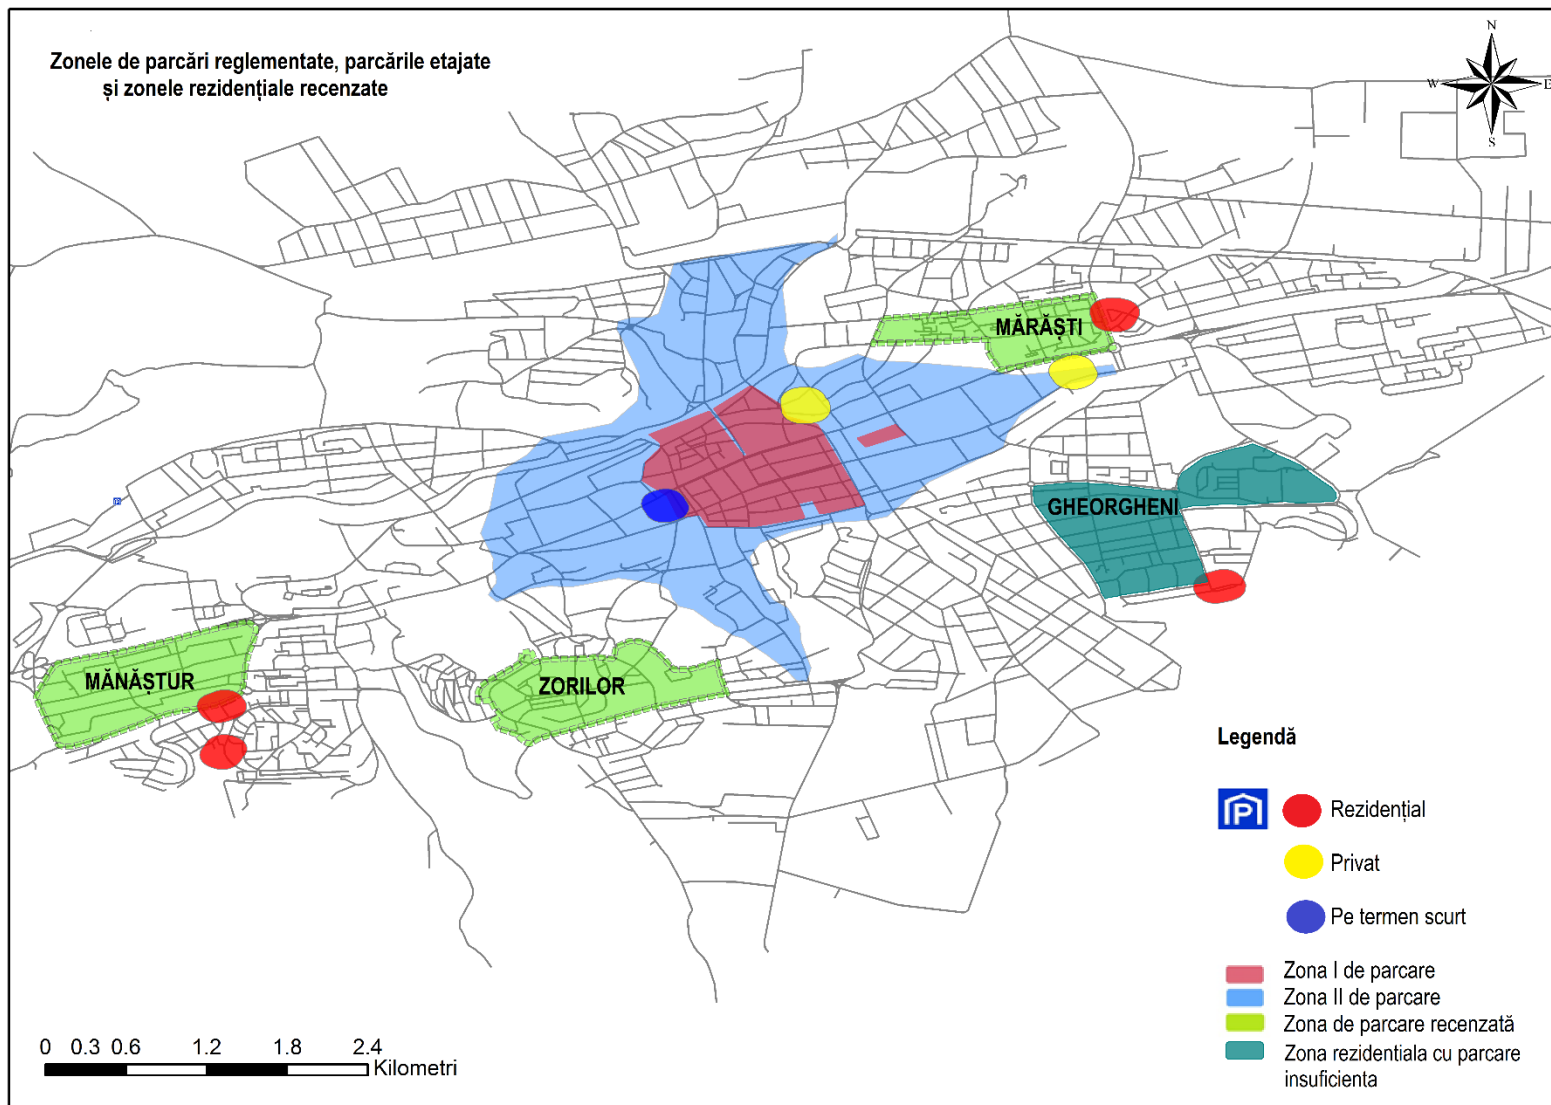 Zonele de parcări reglementate, parcările etajate
și zonele rezidențiale recenzate
N
W
E
S
MĂRĂȘTI
GHEORGHENI
MĂNĂȘTUR
ZORILOR
Legendă
P
Rezidențial
Privat
Pe termen scurt
Zona I de parcare
Zona II de parcare
Zona de parcare recenzată
Zona rezidentiala cu parcare
insuficienta
0 0.3 0.6 1.2 1.8 2.4
Kilometri